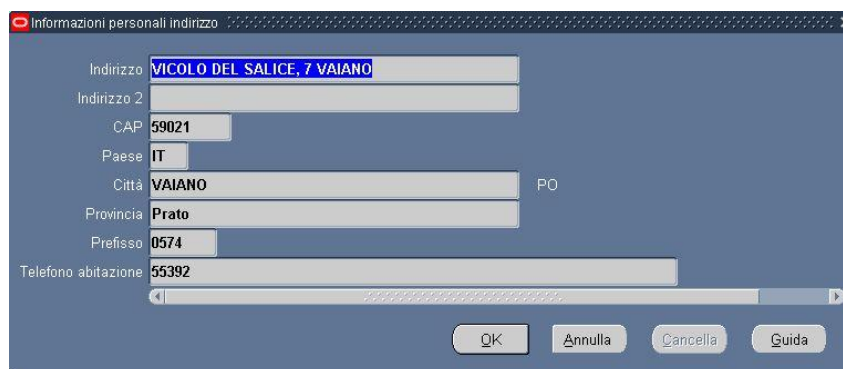 Informazioni personali indirizzo
Indirizzo VICOLO DEL SALICE, 7 VAIANO
Indirizzo 2
CAP 59021
Paese IT
Città VAIANO PO
Provincia Prato
Prefisso 0574
Telefono abitazione 55392
OK Annulla Cancella Guida